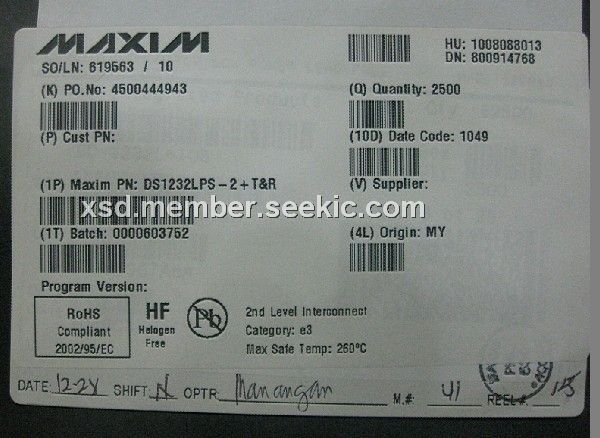 MAXIM
HU: 1008088013
DN: 800914768
SO/LN: 619563 / 10
(K) PO.No: 4500444943
(Q) Quantity: 2500
(P) Cust PN:
(10D) Date Code: 1049
(1P) Maxim PN: DS1232LPS-2+T&R
(V) Supplier:
xsd.member.seekic.com
(1T) Batch: 0000603752
(4L) Origin: MY
Program Version:
RoHS
Compliant
2002/95/EC
HF
Halogen
Free
Pb
2nd Level Interconnect
Category: e3
Max Safe Temp: 260°C
DATE: 12-24 SHIFT: N OPTR: Manangan M.#: 41 REEL#: